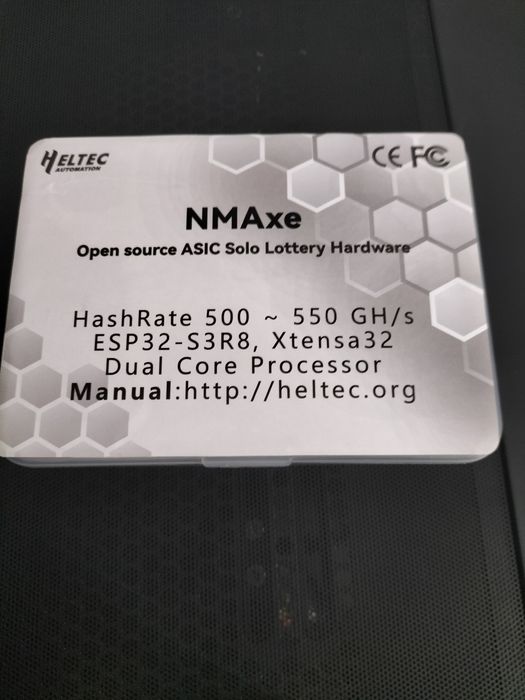 HELTEC
AUTOMATION
CE FC
NMAxe
Open source ASIC Solo Lottery Hardware
HashRate 500 ~ 550 GH/s
ESP32-S3R8, Xtensa32
Dual Core Processor
Manual:http://heltec.org